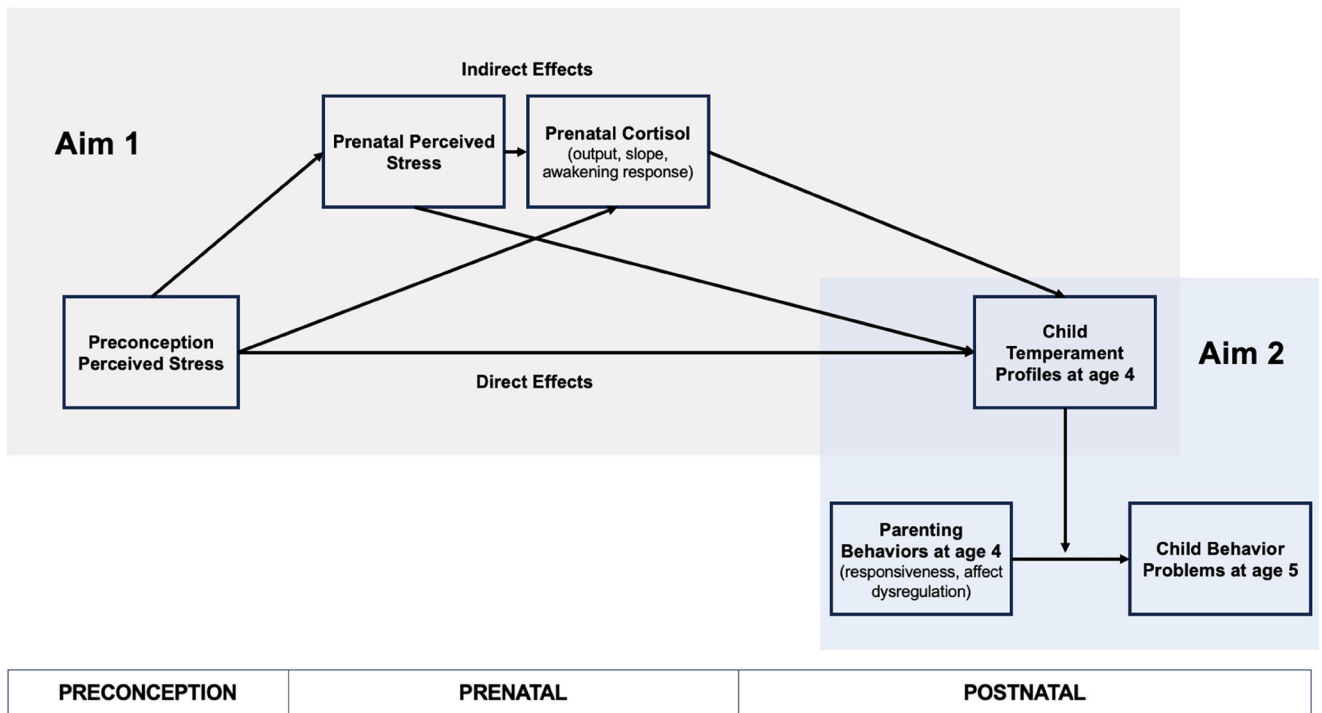 Indirect Effects
Aim 1
Prenatal Perceived
Stress
Prenatal Cortisol
(output, slope,
awakening response)
Preconception
Perceived Stress
Direct Effects
Child
Temperament
Profiles at age 4
Aim 2
Parenting
Behaviors at age 4
(responsiveness, affect
dysregulation)
Child Behavior
Problems at age 5
PRECONCEPTION
PRENATAL
POSTNATAL